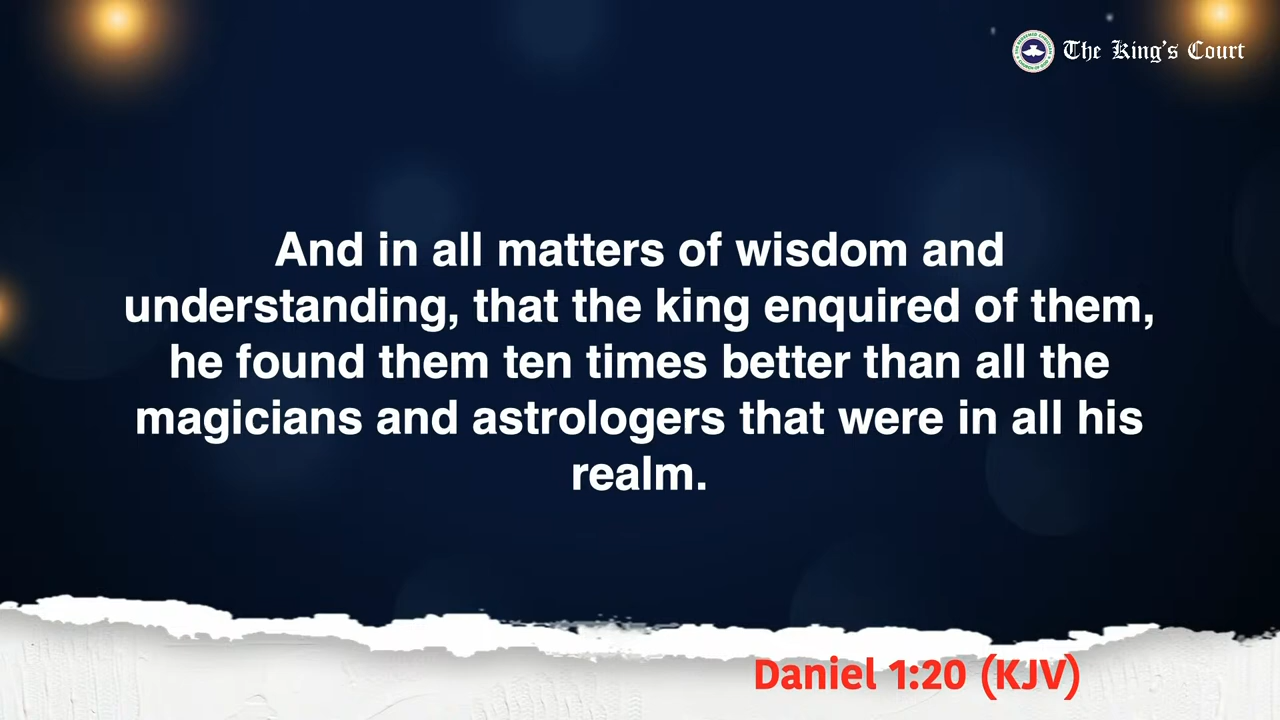 The King's Court
And in all matters of wisdom and
understanding, that the king enquired of them,
he found them ten times better than all the
magicians and astrologers that were in all his
realm.
Daniel 1:20 (KJV)